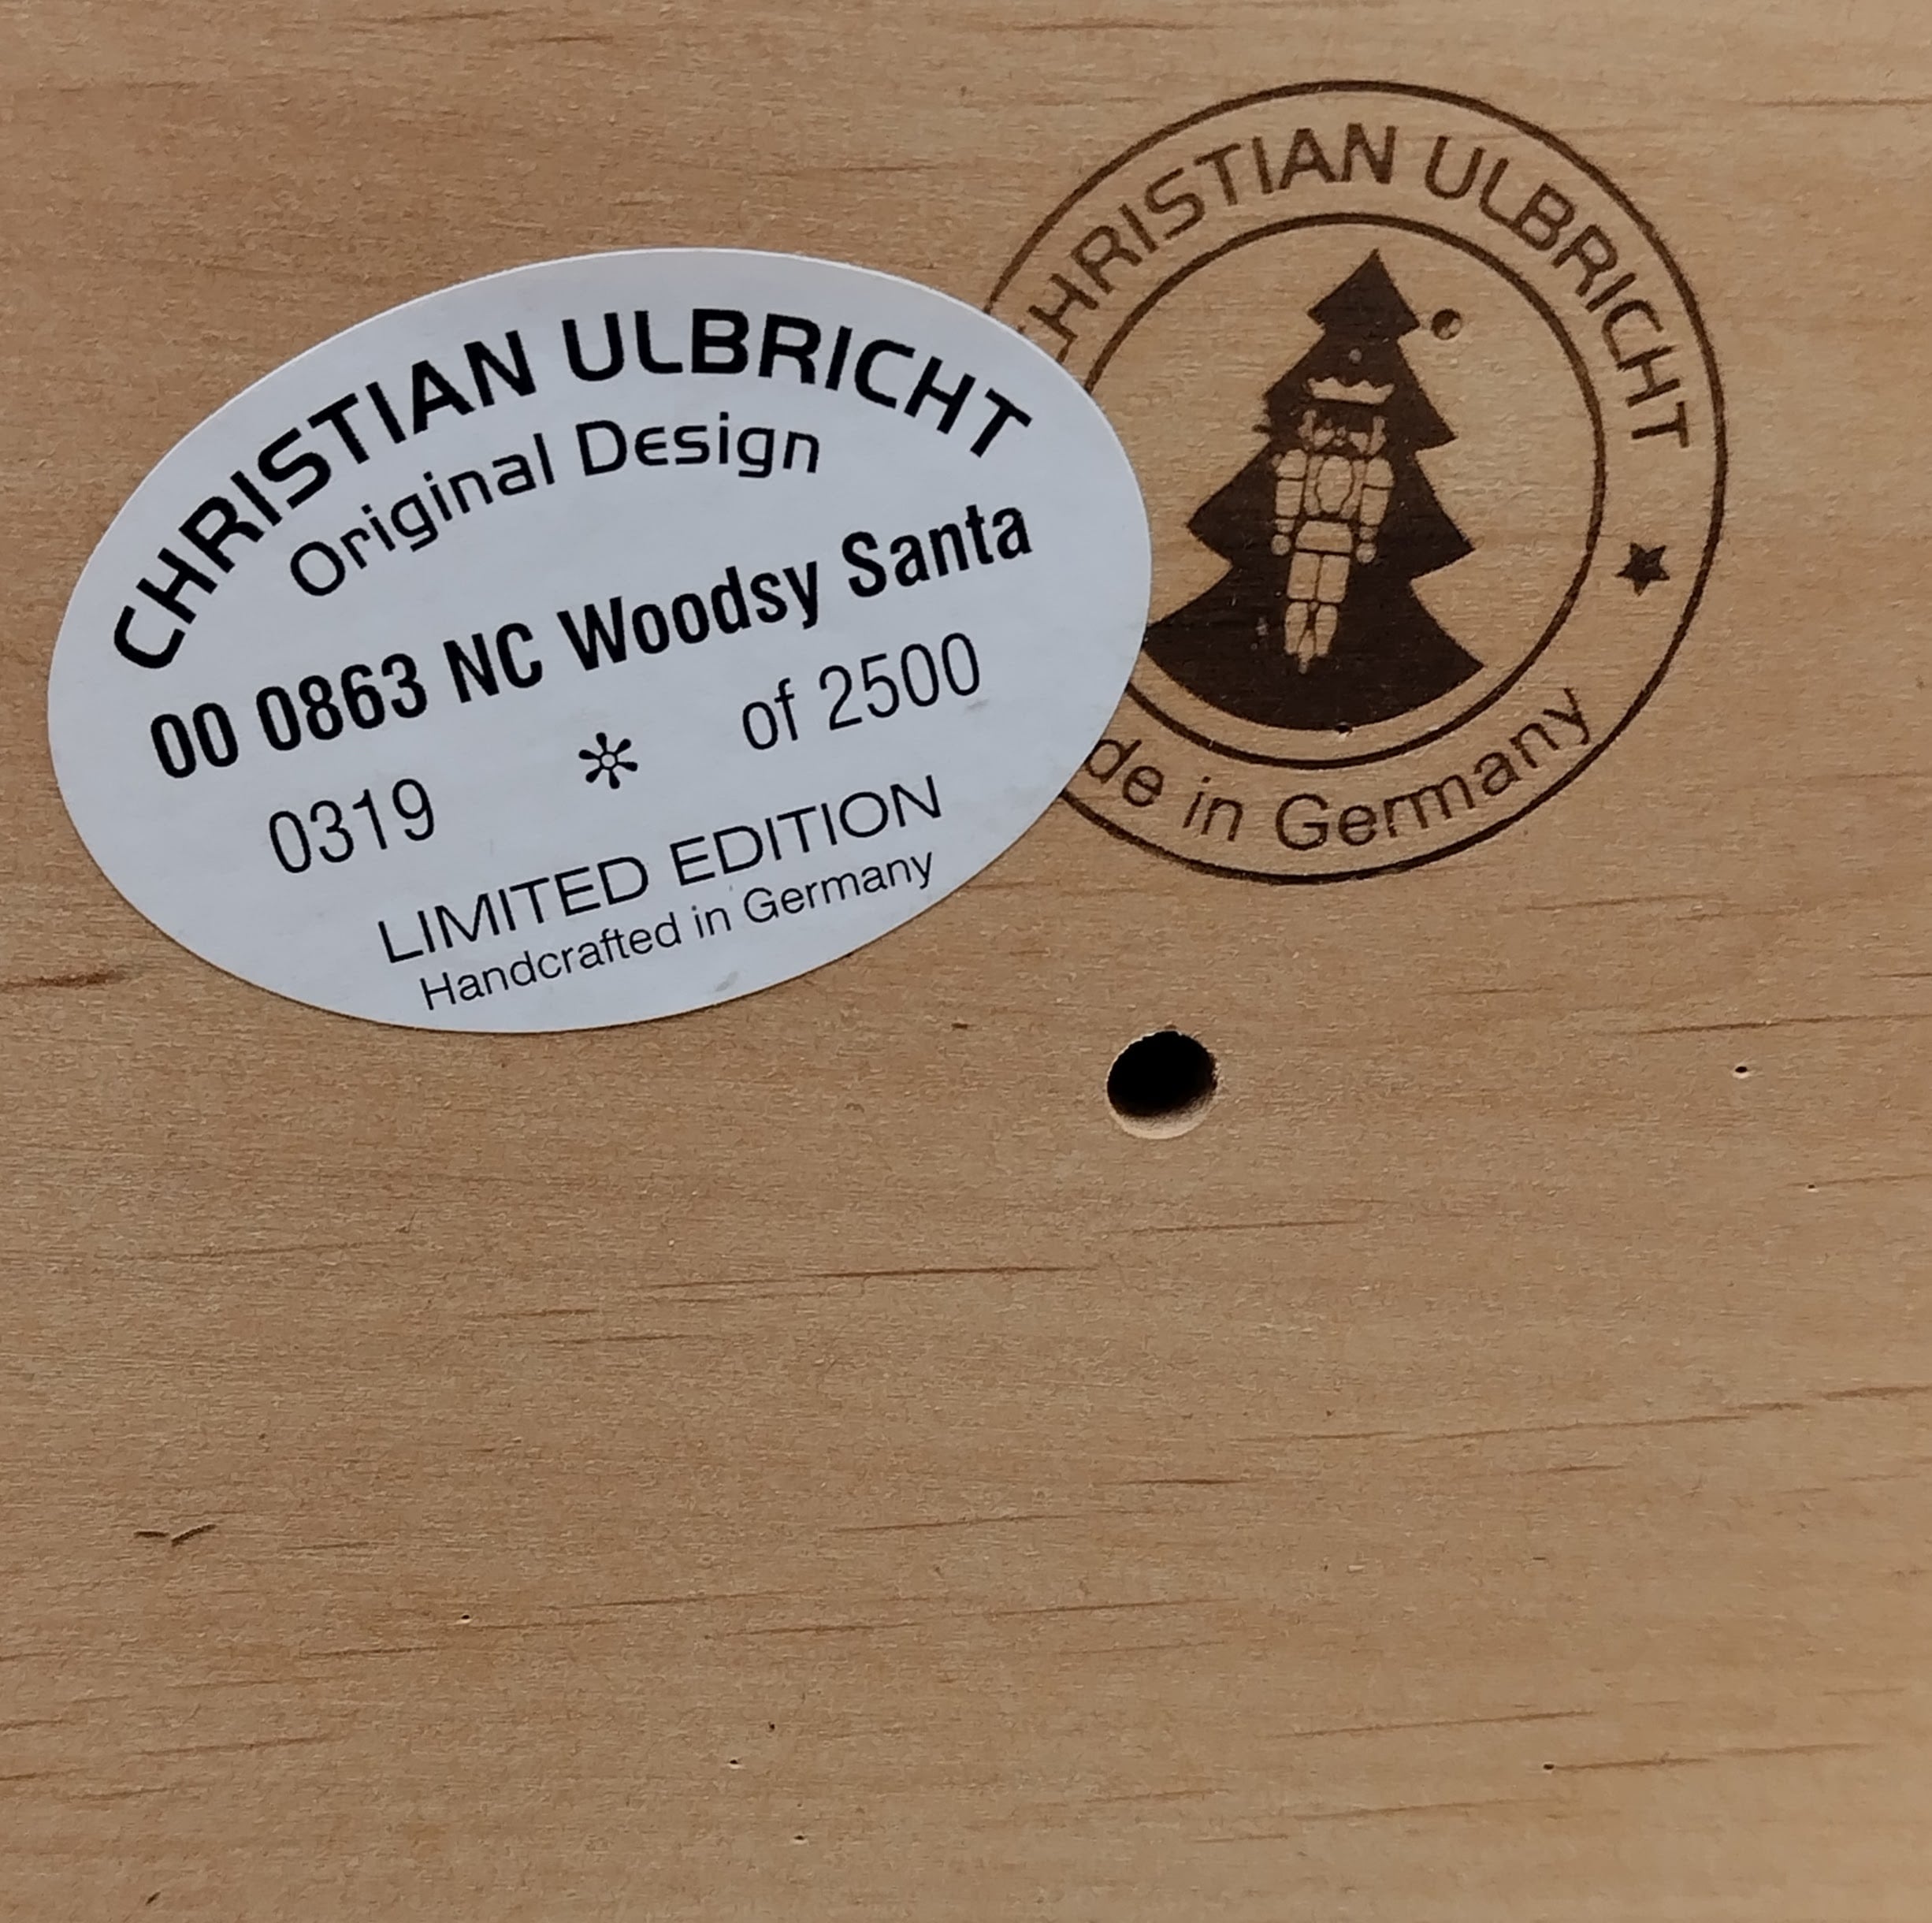 CHRISTIAN ULBRICHT
Original Design
00 0863 NC Woodsy Santa
0319 * of 2500
LIMITED EDITION
Handcrafted in Germany
CHRISTIAN ULBRICHT
de in Germany